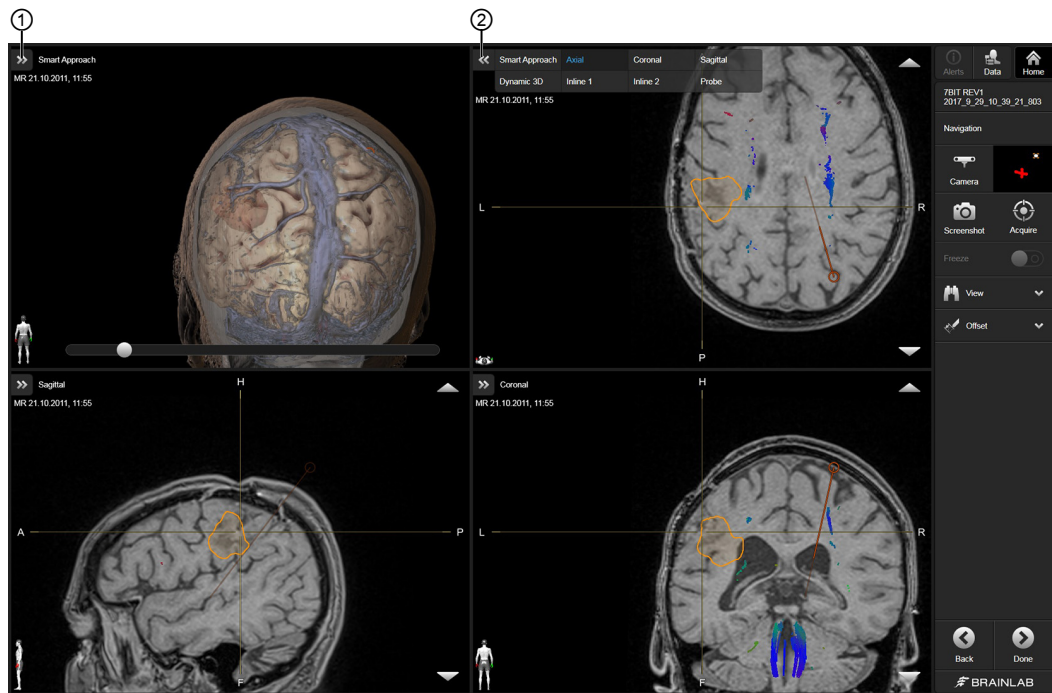 1
2
Smart Approach
MR 21.10.2011, 11:55
Smart Approach Axial Coronal Sagittal
Dynamic 3D Inline 1 Inline 2 Probe
MR 21.10.2011, 11:55
L
R
P
Sagittal
MR 21.10.2011, 11:55
H
A
P
F
Coronal
MR 21.10.2011, 11:55
H
L
R
F
Alerts Data Home
7BIT REV1
2017_9_29_10_39_21_803
Navigation
Camera
Screenshot Acquire
Freeze
View
Offset
Back Done
BRAINLAB